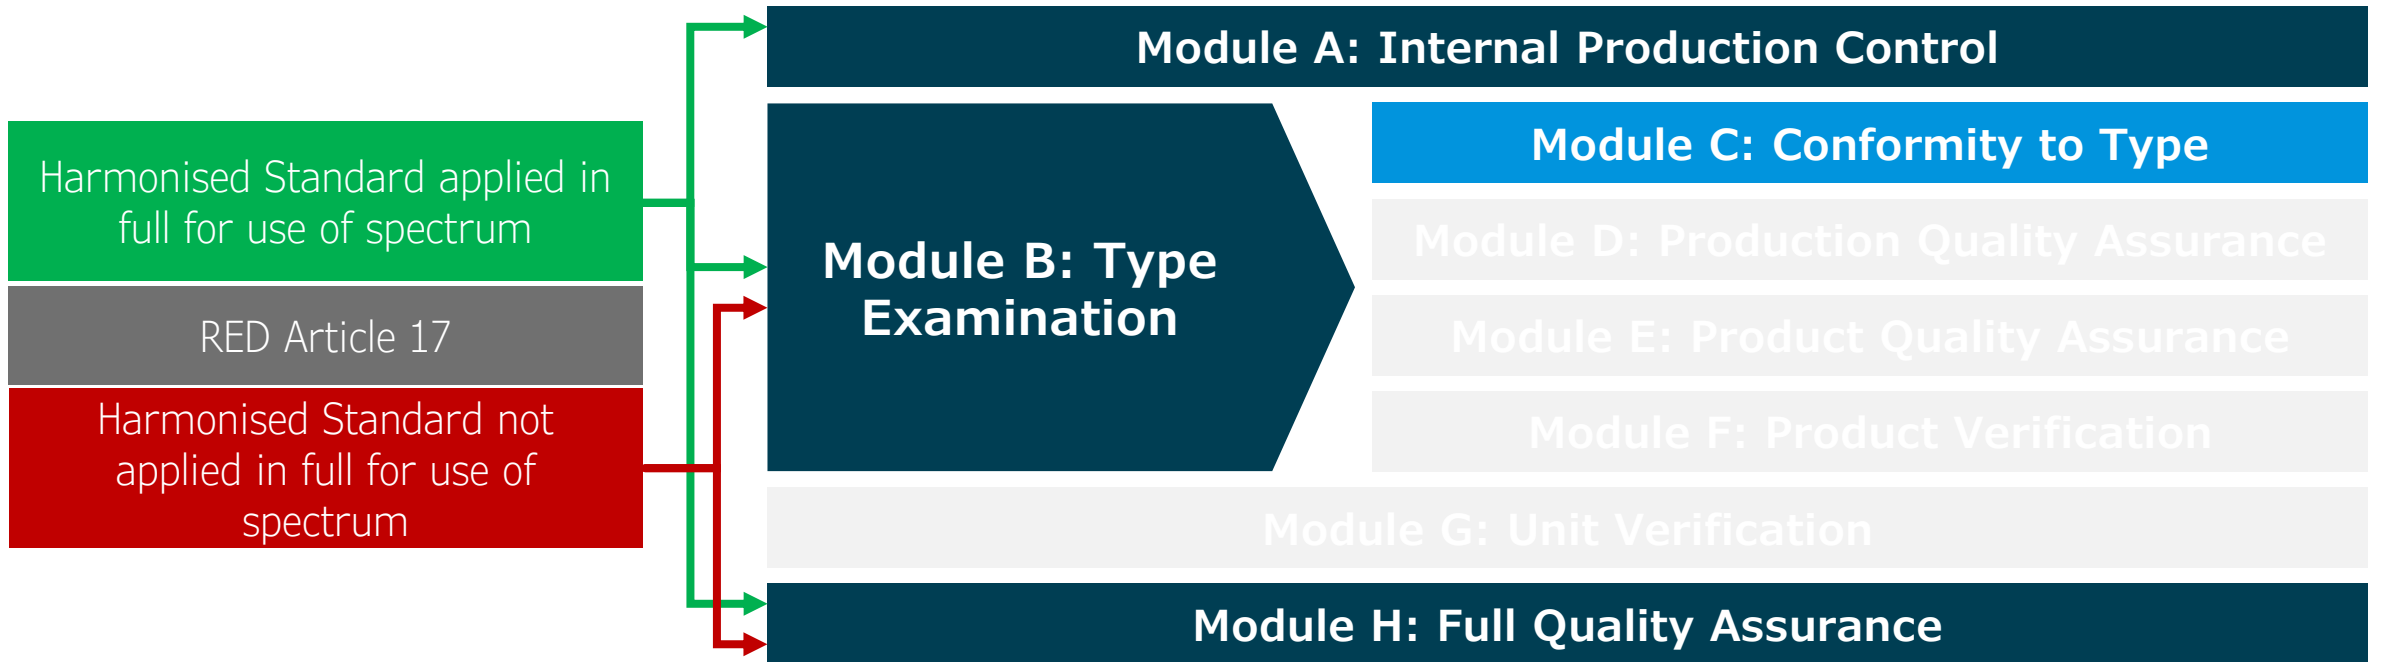 Module A: Internal Production Control
Harmonised Standard applied in
full for use of spectrum
RED Article 17
Harmonised Standard not
applied in full for use of
spectrum
Module B: Type
Examination
Module C: Conformity to Type
Module D: Production Quality Assurance
Module E: Product Quality Assurance
Module F: Product Verification
Module G: Unit Verification
Module H: Full Quality Assurance